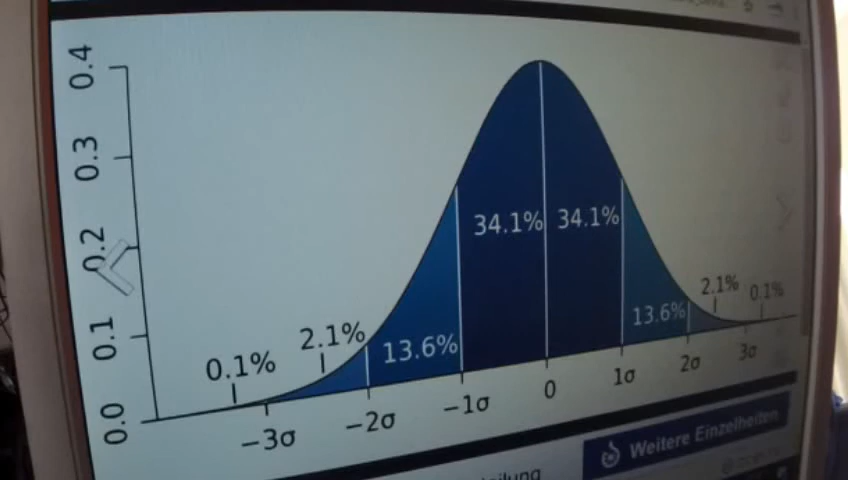 0.4
0.3
0.2
0.1
0.0
34.1% 34.1%
0.1% 2.1% 13.6% 13.6% 2.1% 0.1%
−3σ −2σ −1σ 0 1σ 2σ 3σ
Weitere Einzelheiten